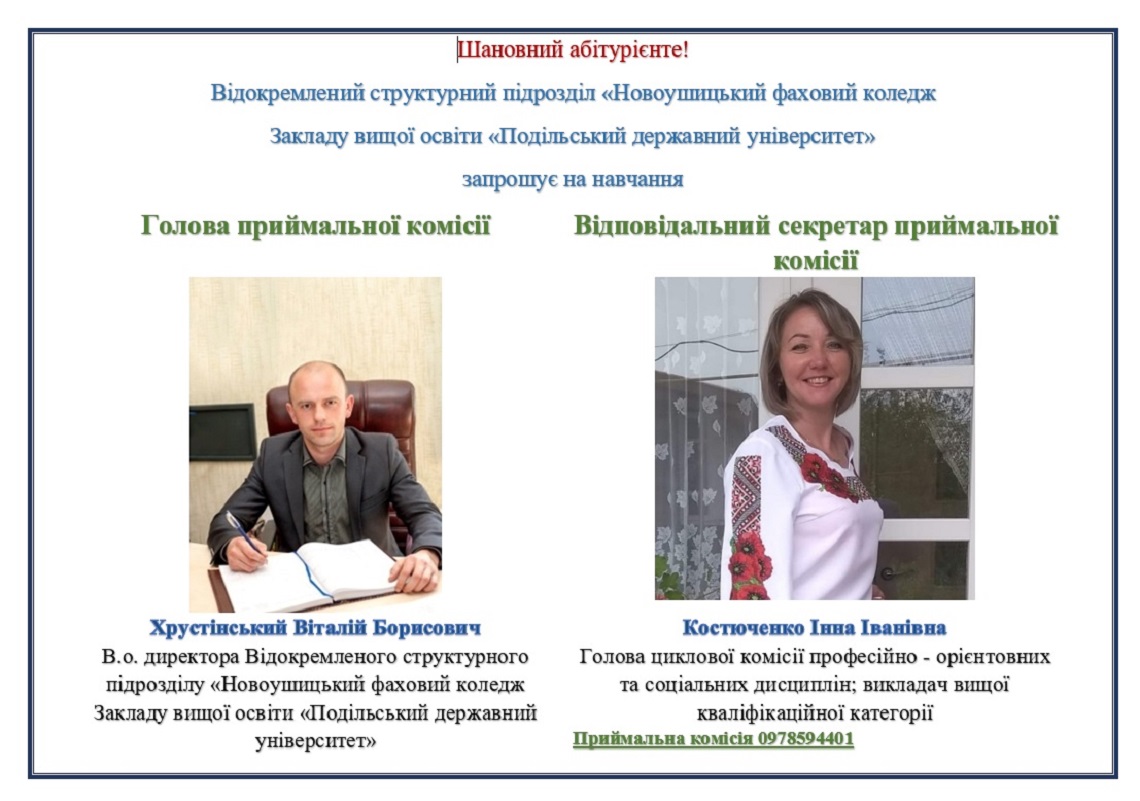 Шановний абітурієнте!
Відокремлений структурний підрозділ «Новоушицький фаховий коледж
Закладу вищої освіти «Подільський державний університет»
запрошує на навчання
Голова приймальної комісії
Відповідальний секретар приймальної
комісії
Хрустінський Віталій Борисович
В.о. директора Відокремленого структурного
підрозділу «Новоушицький фаховий коледж
Закладу вищої освіти «Подільський державний
університет»
Костюченко Інна Іванівна
Голова циклової комісії професійно - орієнтовних
та соціальних дисциплін; викладач вищої
кваліфікаційної категорії
Приймальна комісія 0978594401